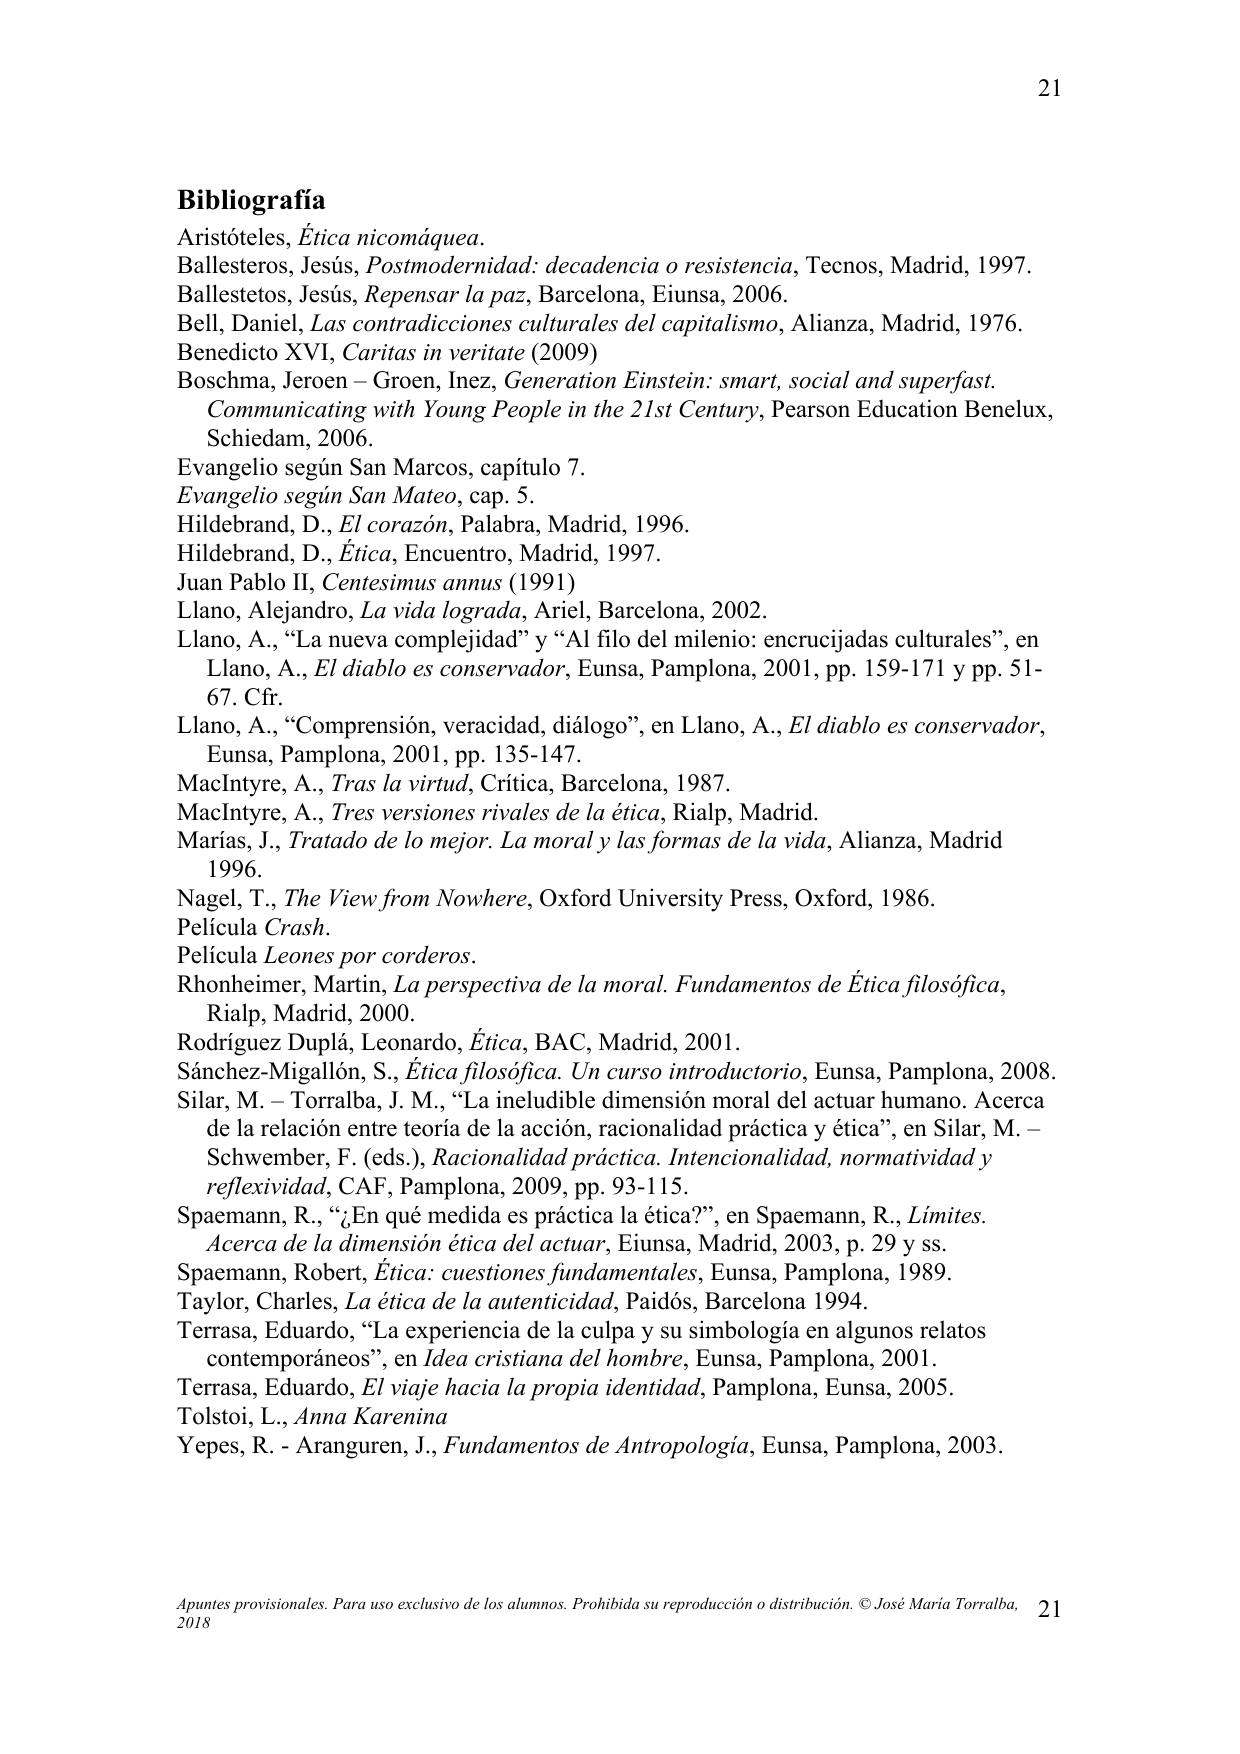 21
Bibliografía
Aristóteles, Ética nicomáquea.
Ballesteros, Jesús, Postmodernidad: decadencia o resistencia, Tecnos, Madrid, 1997.
Ballestetos, Jesús, Repensar la paz, Barcelona, Eiunsa, 2006.
Bell, Daniel, Las contradicciones culturales del capitalismo, Alianza, Madrid, 1976.
Benedicto XVI, Caritas in veritate (2009)
Boschma, Jeroen – Groen, Inez, Generation Einstein: smart, social and superfast.
Communicating with Young People in the 21st Century, Pearson Education Benelux,
Schiedam, 2006.
Evangelio según San Marcos, capítulo 7.
Evangelio según San Mateo, cap. 5.
Hildebrand, D., El corazón, Palabra, Madrid, 1996.
Hildebrand, D., Ética, Encuentro, Madrid, 1997.
Juan Pablo II, Centesimus annus (1991)
Llano, Alejandro, La vida lograda, Ariel, Barcelona, 2002.
Llano, A., “La nueva complejidad” y “Al filo del milenio: encrucijadas culturales”, en
Llano, A., El diablo es conservador, Eunsa, Pamplona, 2001, pp. 159-171 y pp. 51-
67. Cfr.
Llano, A., “Comprensión, veracidad, diálogo”, en Llano, A., El diablo es conservador,
Eunsa, Pamplona, 2001, pp. 135-147.
MacIntyre, A., Tras la virtud, Crítica, Barcelona, 1987.
MacIntyre, A., Tres versiones rivales de la ética, Rialp, Madrid.
Marías, J., Tratado de lo mejor. La moral y las formas de la vida, Alianza, Madrid
1996.
Nagel, T., The View from Nowhere, Oxford University Press, Oxford, 1986.
Película Crash.
Película Leones por corderos.
Rhonheimer, Martin, La perspectiva de la moral. Fundamentos de Ética filosófica,
Rialp, Madrid, 2000.
Rodríguez Duplá, Leonardo, Ética, BAC, Madrid, 2001.
Sánchez-Migallón, S., Ética filosófica. Un curso introductorio, Eunsa, Pamplona, 2008.
Silar, M. – Torralba, J. M., “La ineludible dimensión moral del actuar humano. Acerca
de la relación entre teoría de la acción, racionalidad práctica y ética”, en Silar, M. –
Schwember, F. (eds.), Racionalidad práctica. Intencionalidad, normatividad y
reflexividad, CAF, Pamplona, 2009, pp. 93-115.
Spaemann, R., “¿En qué medida es práctica la ética?”, en Spaemann, R., Límites.
Acerca de la dimensión ética del actuar, Eiunsa, Madrid, 2003, p. 29 y ss.
Spaemann, Robert, Ética: cuestiones fundamentales, Eunsa, Pamplona, 1989.
Taylor, Charles, La ética de la autenticidad, Paidós, Barcelona 1994.
Terrasa, Eduardo, “La experiencia de la culpa y su simbología en algunos relatos
contemporáneos”, en Idea cristiana del hombre, Eunsa, Pamplona, 2001.
Terrasa, Eduardo, El viaje hacia la propia identidad, Pamplona, Eunsa, 2005.
Tolstoi, L., Anna Karenina
Yepes, R. - Aranguren, J., Fundamentos de Antropología, Eunsa, Pamplona, 2003.
Apuntes provisionales. Para uso exclusivo de los alumnos. Prohibida su reproducción o distribución. © José María Torralba,
2018
21